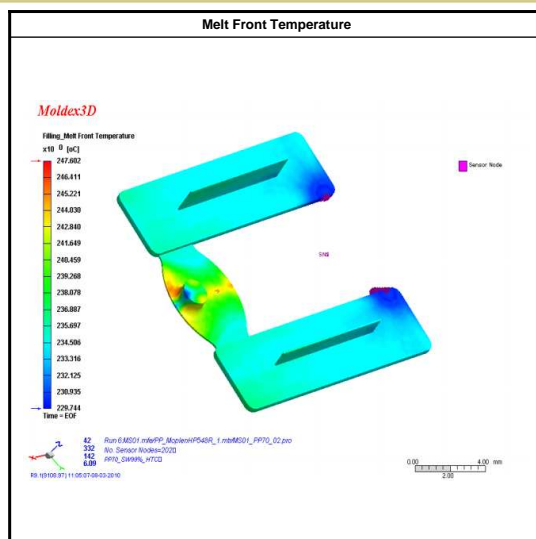 Melt Front Temperature
Moldex3D
Filling_Melt Front Temperature
x10 0 [oC]
247.602
246.411
245.221
244.030
242.840
241.649
240.459
239.268
238.078
236.887
235.697
234.506
233.316
232.125
230.935
229.744
Time = EOF
Sensor Node
42
332
142
6.09
Run 6:MS01.mfe/PP_MoplenHP548R_1.mtr/MS01_PP70_02.pro
No. Sensor Nodes=202
PP70_SW99%_HTC
0.00 4.00 mm
2.00